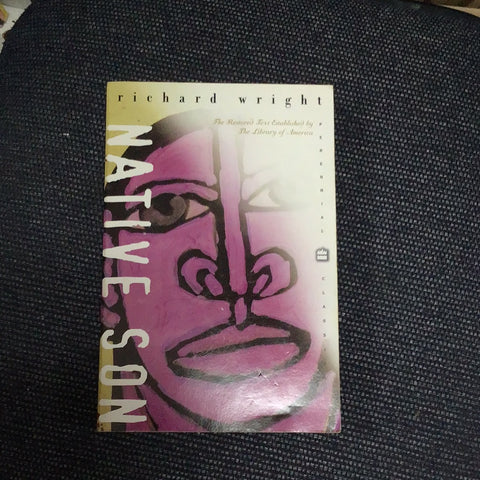 richard wright
The Restored Text Established by
The Library of America
NATIVE SON
PERENNIAL
CLASSICS